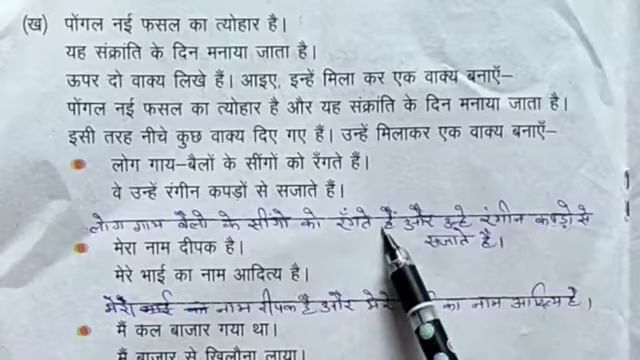 (ख) पोंगल नई फसल का त्योहार है।
यह संक्रांति के दिन मनाया जाता है।
ऊपर दो वाक्य लिखे हैं। आइए, इन्हें मिला कर एक वाक्य बनाएँ–
पोंगल नई फसल का त्योहार है और यह संक्रांति के दिन मनाया जाता है।
इसी तरह नीचे कुछ वाक्य दिए गए हैं। उन्हें मिलाकर एक वाक्य बनाएँ–
लोग गाय–बैलों के सींगों को रँगते हैं।
वे उन्हें रंगीन कपड़ों से सजाते हैं।
लोग गाय बैलो के सींगो को रँगते हैं और रंगीन कपड़ो से
सजाते है।
मेरा नाम दीपक है।
मेरे भाई का नाम आदित्य है।
नाम दीपक है और मेरे का नाम आदित्य है।
मैं कल बाजार गया था।
मैं बाजार से खिलौना लाया।